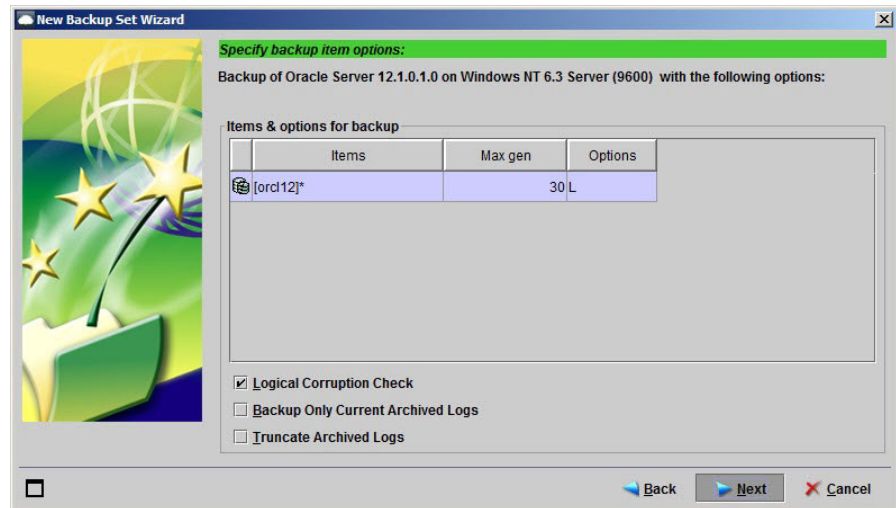 New Backup Set Wizard
Specify backup item options:
Backup of Oracle Server 12.1.0.1.0 on Windows NT 6.3 Server (9600) with the following options:
Items & options for backup
Items Max gen Options
[orcl12]* 30 L
Logical Corruption Check
Backup Only Current Archived Logs
Truncate Archived Logs
Back Next Cancel